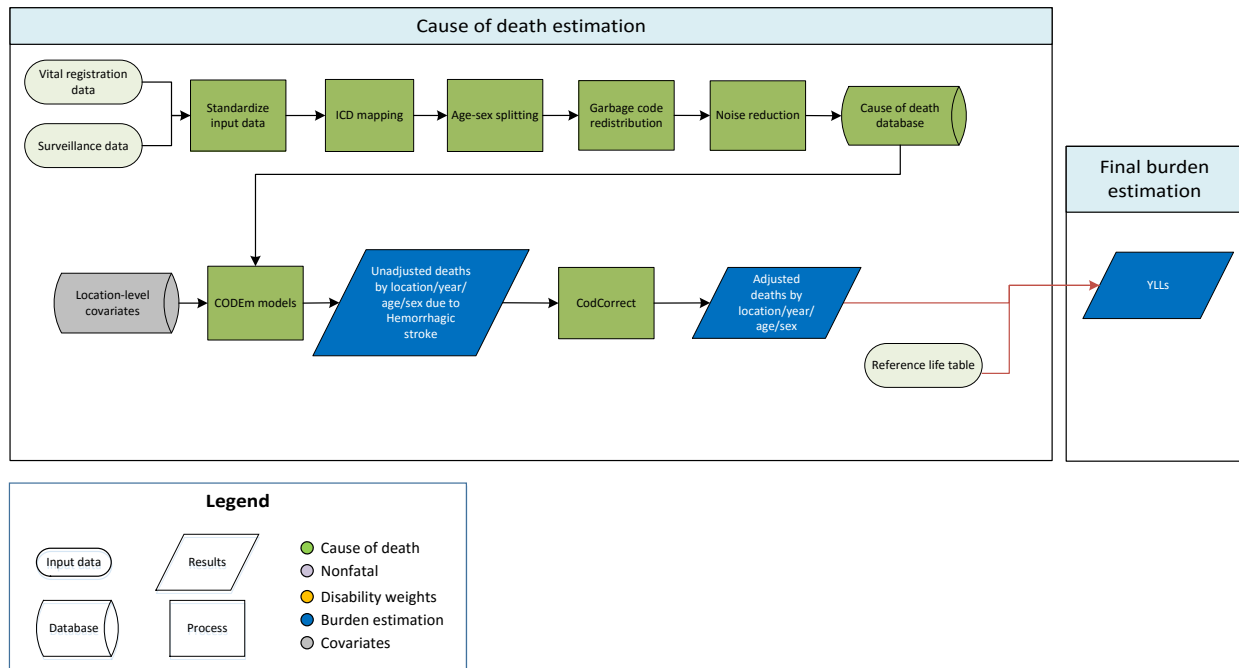 Cause of death estimation
Vital registration
data
Surveillance data
Standardize
input data
ICD mapping
Age-sex splitting
Garbage code
redistribution
Noise reduction
Cause of death
database
Final burden
estimation
Location-level
covariates
CODEm models
Unadjusted deaths
by location/year/
age/sex due to
Hemorrhagic
stroke
CodCorrect
Adjusted
deaths by
location/year/
age/sex
Reference life table
YLLs
Legend
Input data
Results
Database
Process
Cause of death
Nonfatal
Disability weights
Burden estimation
Covariates